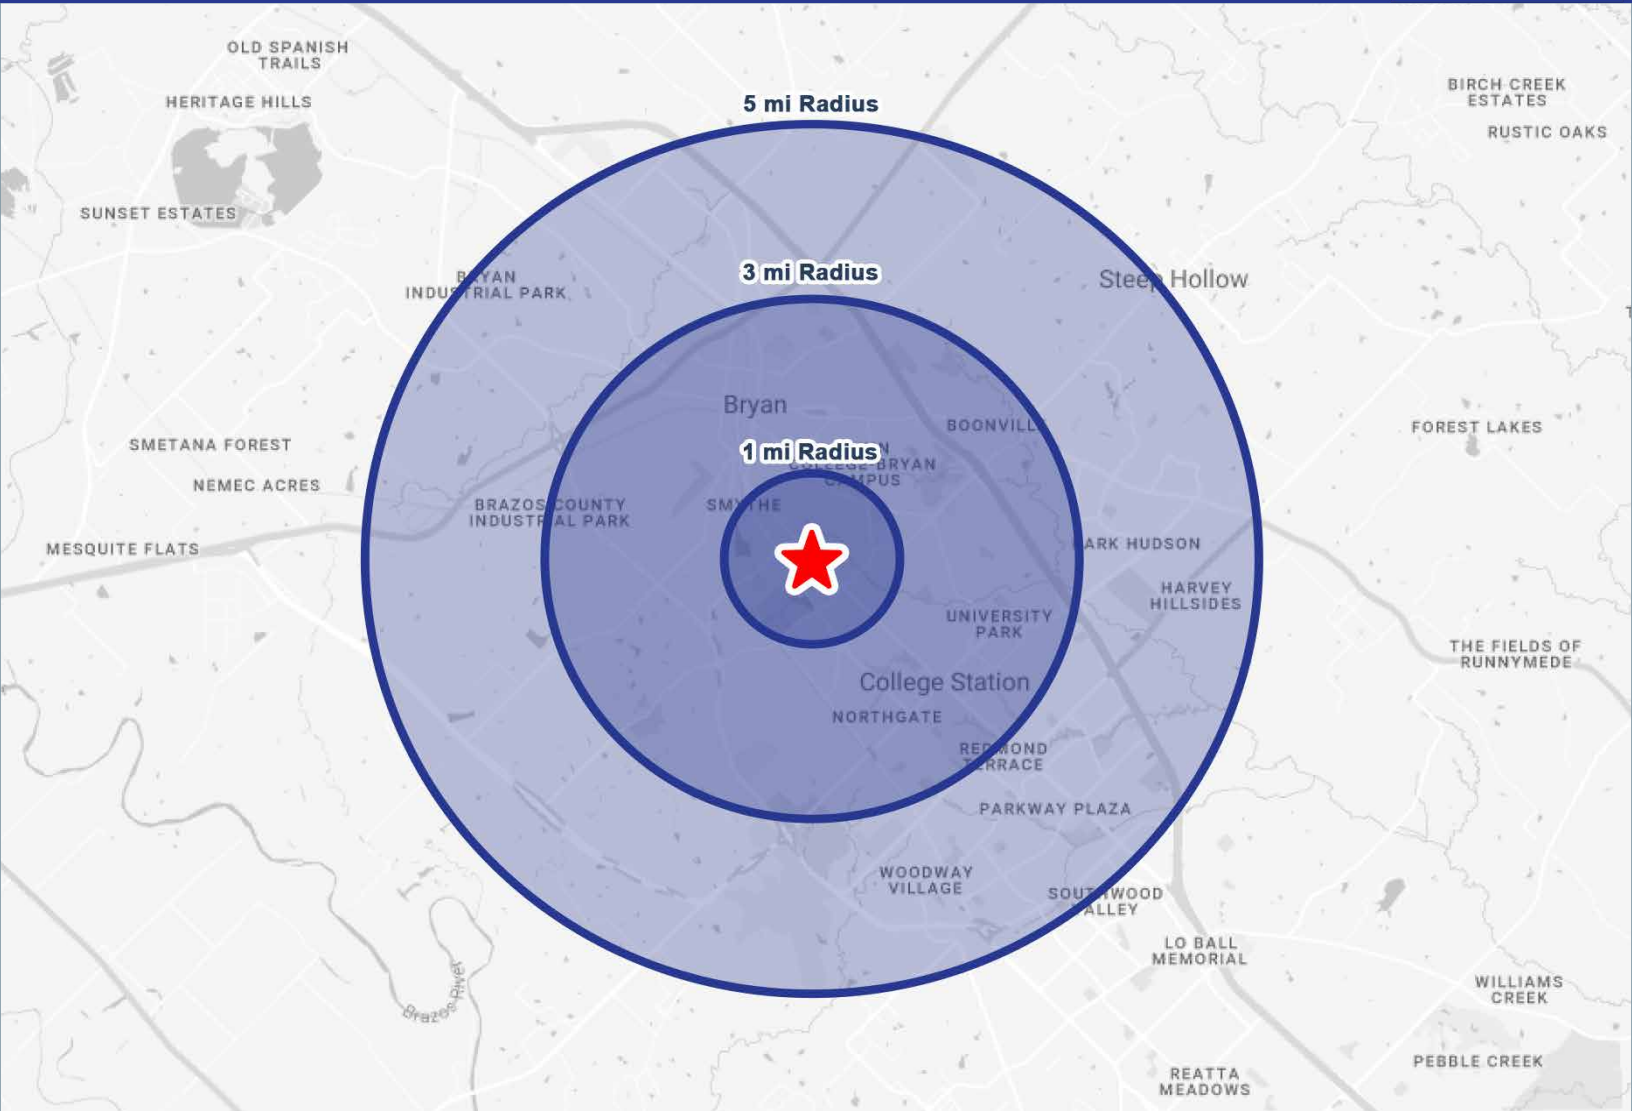 OLD SPANISH
TRAILS
HERITAGE HILLS
SUNSET ESTATES
BIRCH CREEK
ESTATES
RUSTIC OAKS
5 mi Radius
3 mi Radius
BRYAN
INDUSTRIAL PARK
Steep Hollow
Bryan
BOONVILLE
FOREST LAKES
SMETANA FOREST
1 mi Radius
COLLEGE BRYAN
CAMPUS
NEMEC ACRES
BRAZOS COUNTY
INDUSTRIAL PARK
SMYTHE
MESQUITE FLATS
PARK HUDSON
HARVEY
HILLSIDES
UNIVERSITY
PARK
THE FIELDS OF
RUNNYMEDE
College Station
NORTHGATE
REDMOND
TERRACE
PARKWAY PLAZA
WOODWAY
VILLAGE
SOUTHWOOD
VALLEY
LO BALL
MEMORIAL
Brazos River
WILLIAMS
CREEK
PEBBLE CREEK
REATTA
MEADOWS